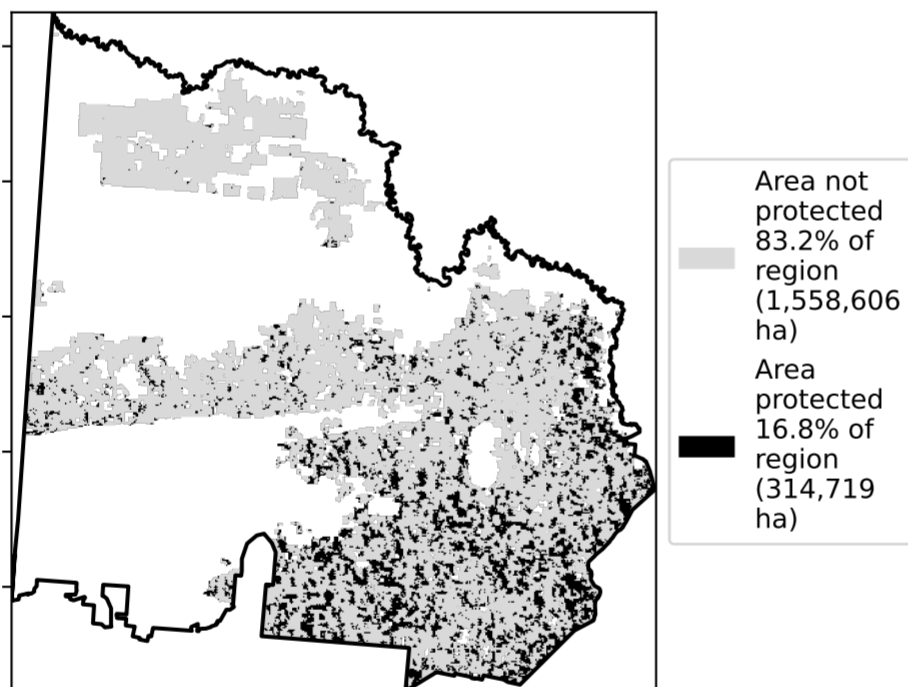 Area not
protected
83.2% of
region
(1,558,606
ha)
Area
protected
16.8% of
region
(314,719
ha)